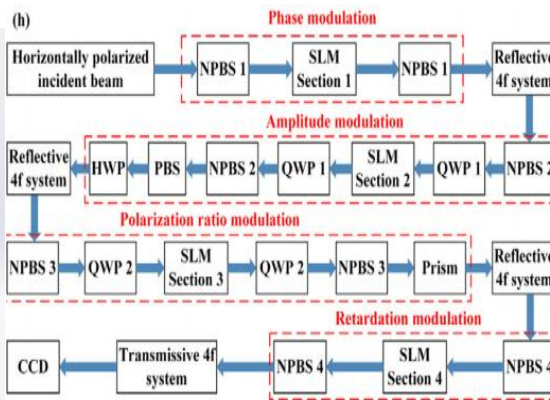 (h)
Phase modulation
Horizontally polarized
incident beam
NPBS 1
SLM
Section 1
NPBS 1
Reflective
4f system
Amplitude modulation
Reflective
4f system
HWP
PBS
NPBS 2
QWP 1
SLM
Section 2
QWP 1
NPBS 2
Polarization ratio modulation
NPBS 3
QWP 2
SLM
Section 3
QWP 2
NPBS 3
Prism
Reflective
4f system
Retardation modulation
CCD
Transmissive 4f
system
NPBS 4
SLM
Section 4
NPBS 4